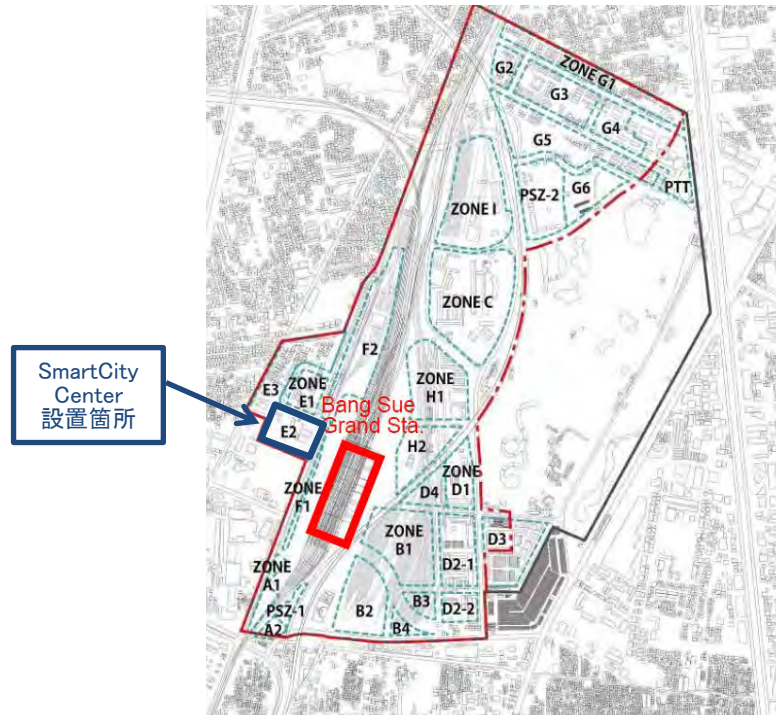 ZONE G1
G2
G3
G4
G5
G6
PSZ-2
PTT
ZONE I
ZONE C
F2
ZONE
H1
ZONE
E1
E3
E2
SmartCity
Center
設置箇所
Bang Sue
Grand Sta.
H2
ZONE
D1
D4
ZONE
F1
ZONE
B1
D3
D2-1
ZONE
A1
PSZ-1
A2
B2
B3
B4
D2-2